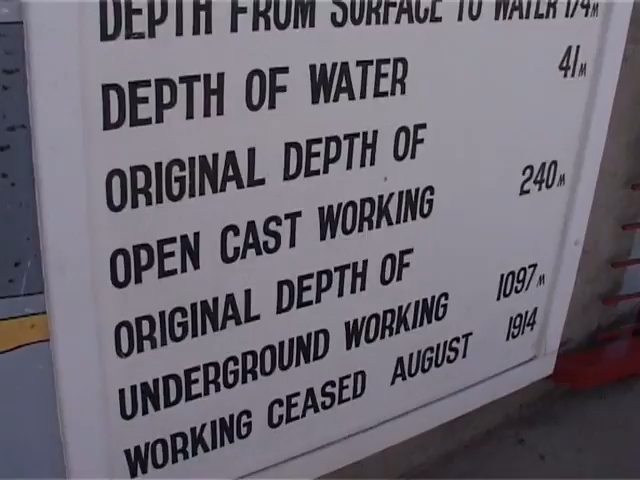 DEPTH FROM SURFACE TO WATER 174M
DEPTH OF WATER 41M
ORIGINAL DEPTH OF
OPEN CAST WORKING 240M
ORIGINAL DEPTH OF
UNDERGROUND WORKING 1097M
WORKING CEASED AUGUST 1914